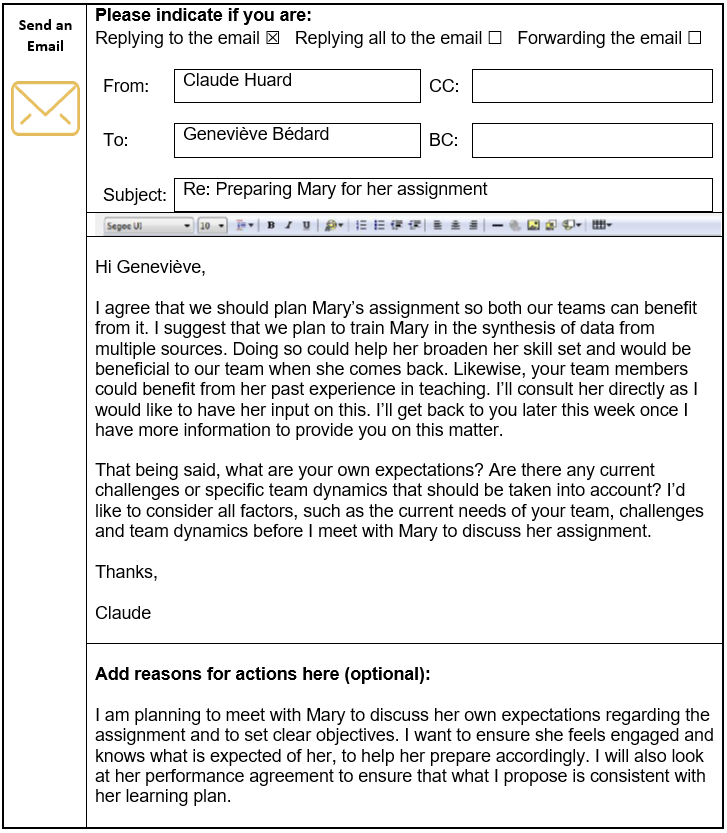 Send an
Email
Please indicate if you are:
Replying to the email ☒ Replying all to the email ☐ Forwarding the email ☐
From: Claude Huard CC:
To: Geneviève Bédard BC:
Subject: Re: Preparing Mary for her assignment
Segoe UI 10 B I U
Hi Geneviève,
I agree that we should plan Mary’s assignment so both our teams can benefit
from it. I suggest that we plan to train Mary in the synthesis of data from
multiple sources. Doing so could help her broaden her skill set and would be
beneficial to our team when she comes back. Likewise, your team members
could benefit from her past experience in teaching. I’ll consult her directly as I
would like to have her input on this. I’ll get back to you later this week once I
have more information to provide you on this matter.
That being said, what are your own expectations? Are there any current
challenges or specific team dynamics that should be taken into account? I’d
like to consider all factors, such as the current needs of your team, challenges
and team dynamics before I meet with Mary to discuss her assignment.
Thanks,
Claude
Add reasons for actions here (optional):
I am planning to meet with Mary to discuss her own expectations regarding the
assignment and to set clear objectives. I want to ensure she feels engaged and
knows what is expected of her, to help her prepare accordingly. I will also look
at her performance agreement to ensure that what I propose is consistent with
her learning plan.